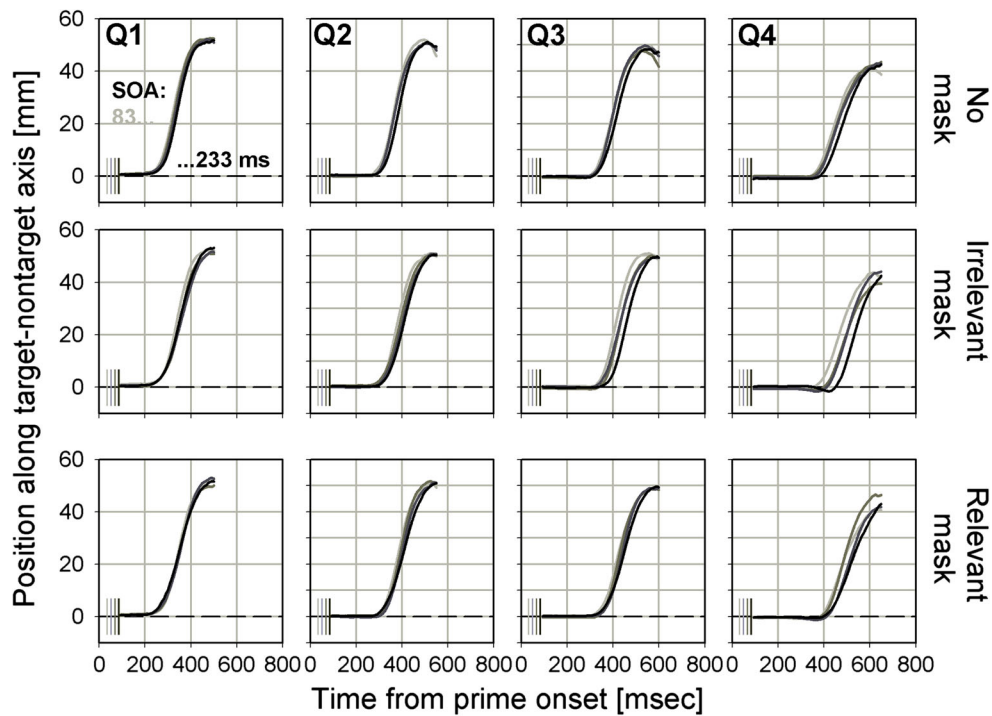 Q1 Q2 Q3 Q4
60
40
20
0
SOA:
83...
...233 ms
No mask
60
40
20
0
Irrelevant mask
60
40
20
0
Relevant mask
0 200 400 600 800 0 200 400 600 800 0 200 400 600 800 0 200 400 600 800
Position along target-nontarget axis [mm]
Time from prime onset [msec]